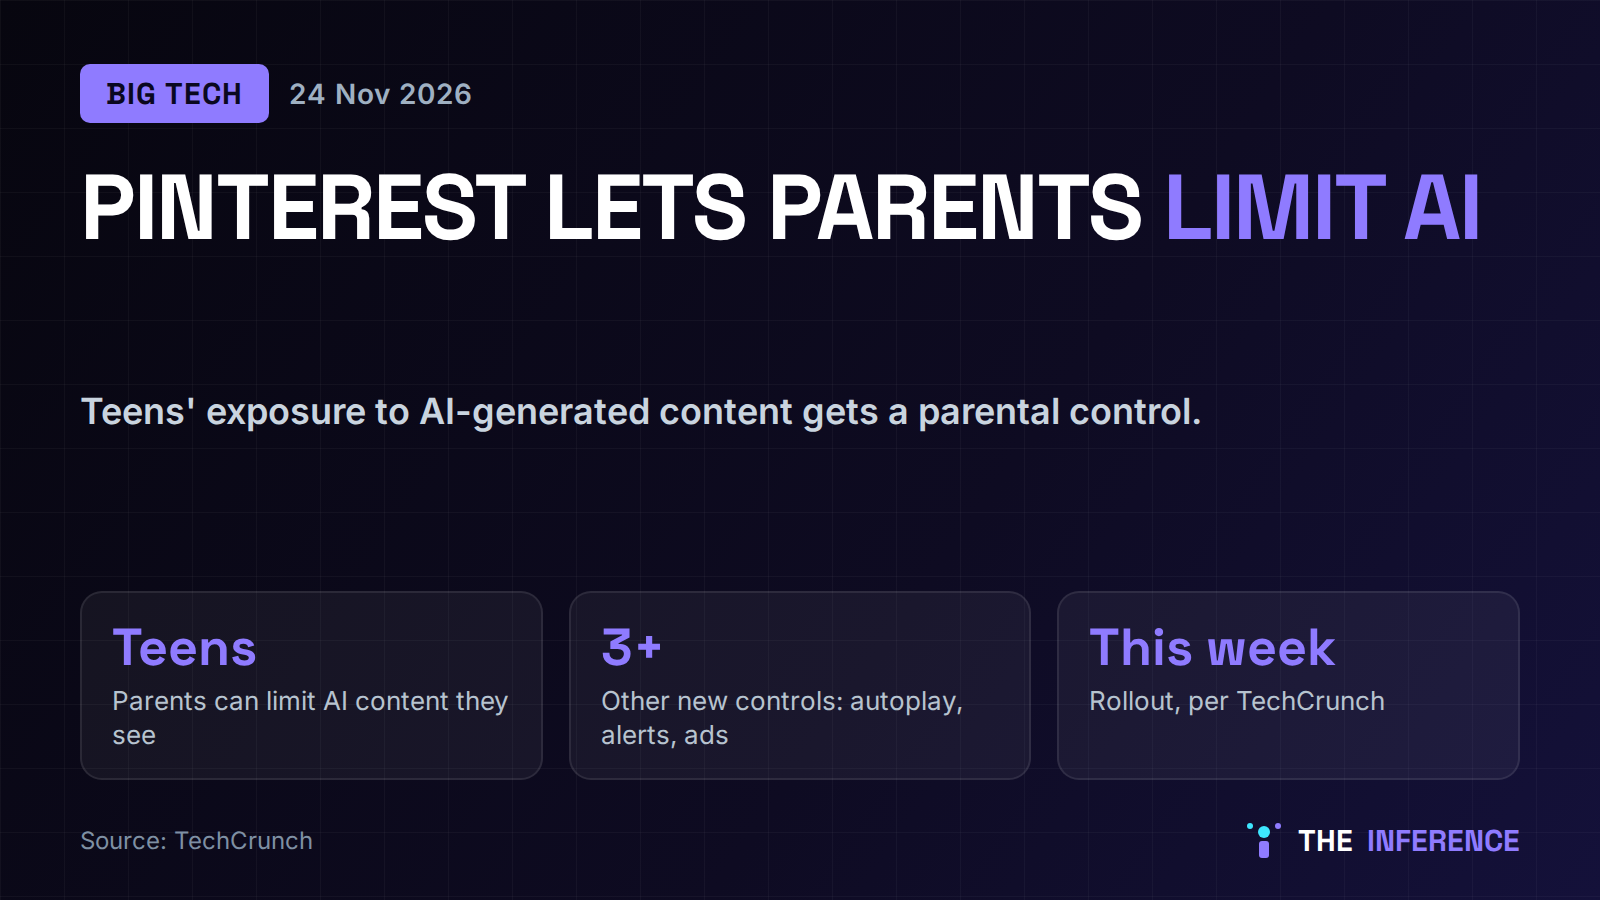 BIG TECH
24 Nov 2026
PINTEREST LETS PARENTS LIMIT AI
Teens' exposure to AI-generated content gets a parental control.
Teens
Parents can limit AI content they
see
3+
Other new controls: autoplay,
alerts, ads
This week
Rollout, per TechCrunch
Source: TechCrunch
THE INFERENCE